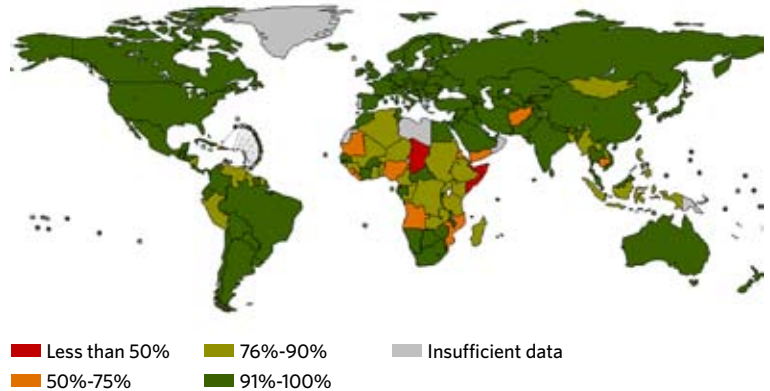 Less than 50%
76%-90%
Insufficient data
50%-75%
91%-100%